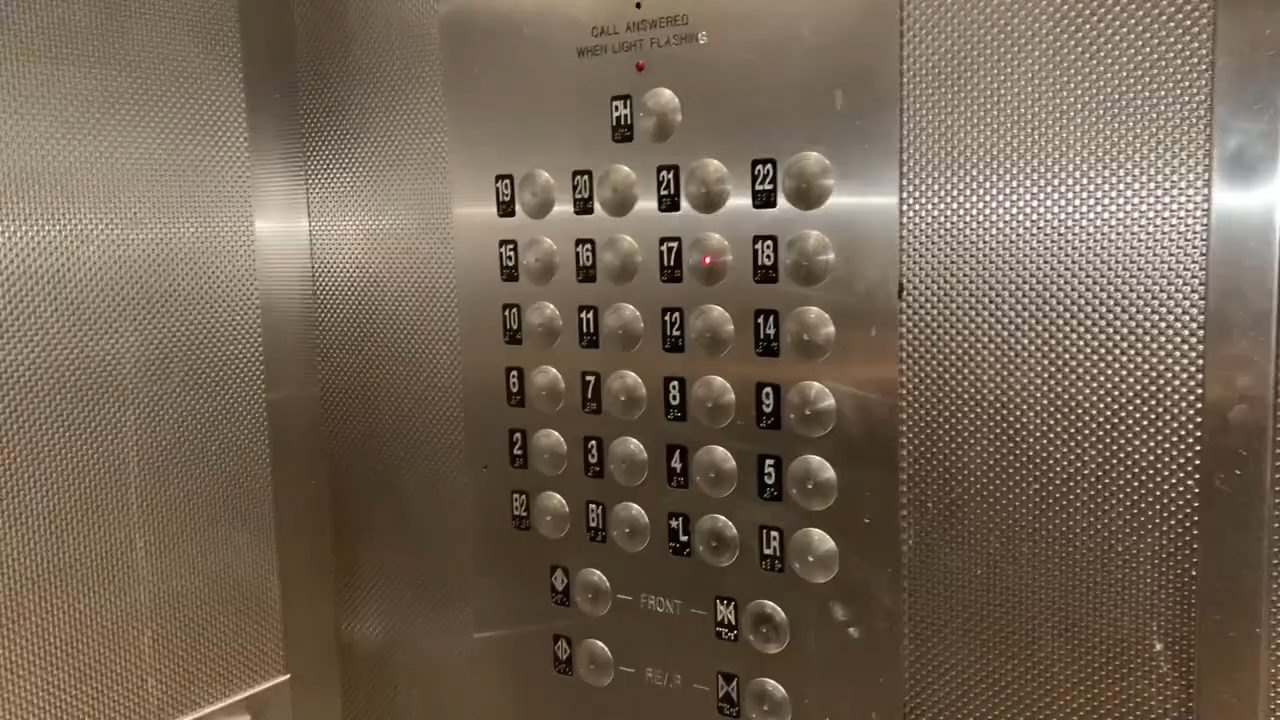 CALL ANSWERED
WHEN LIGHT FLASHING
PH
19 20 21 22
15 16 17 18
10 11 12 14
6 7 8 9
2 3 4 5
B2 B1 *L LR
— FRONT —
— REAR —